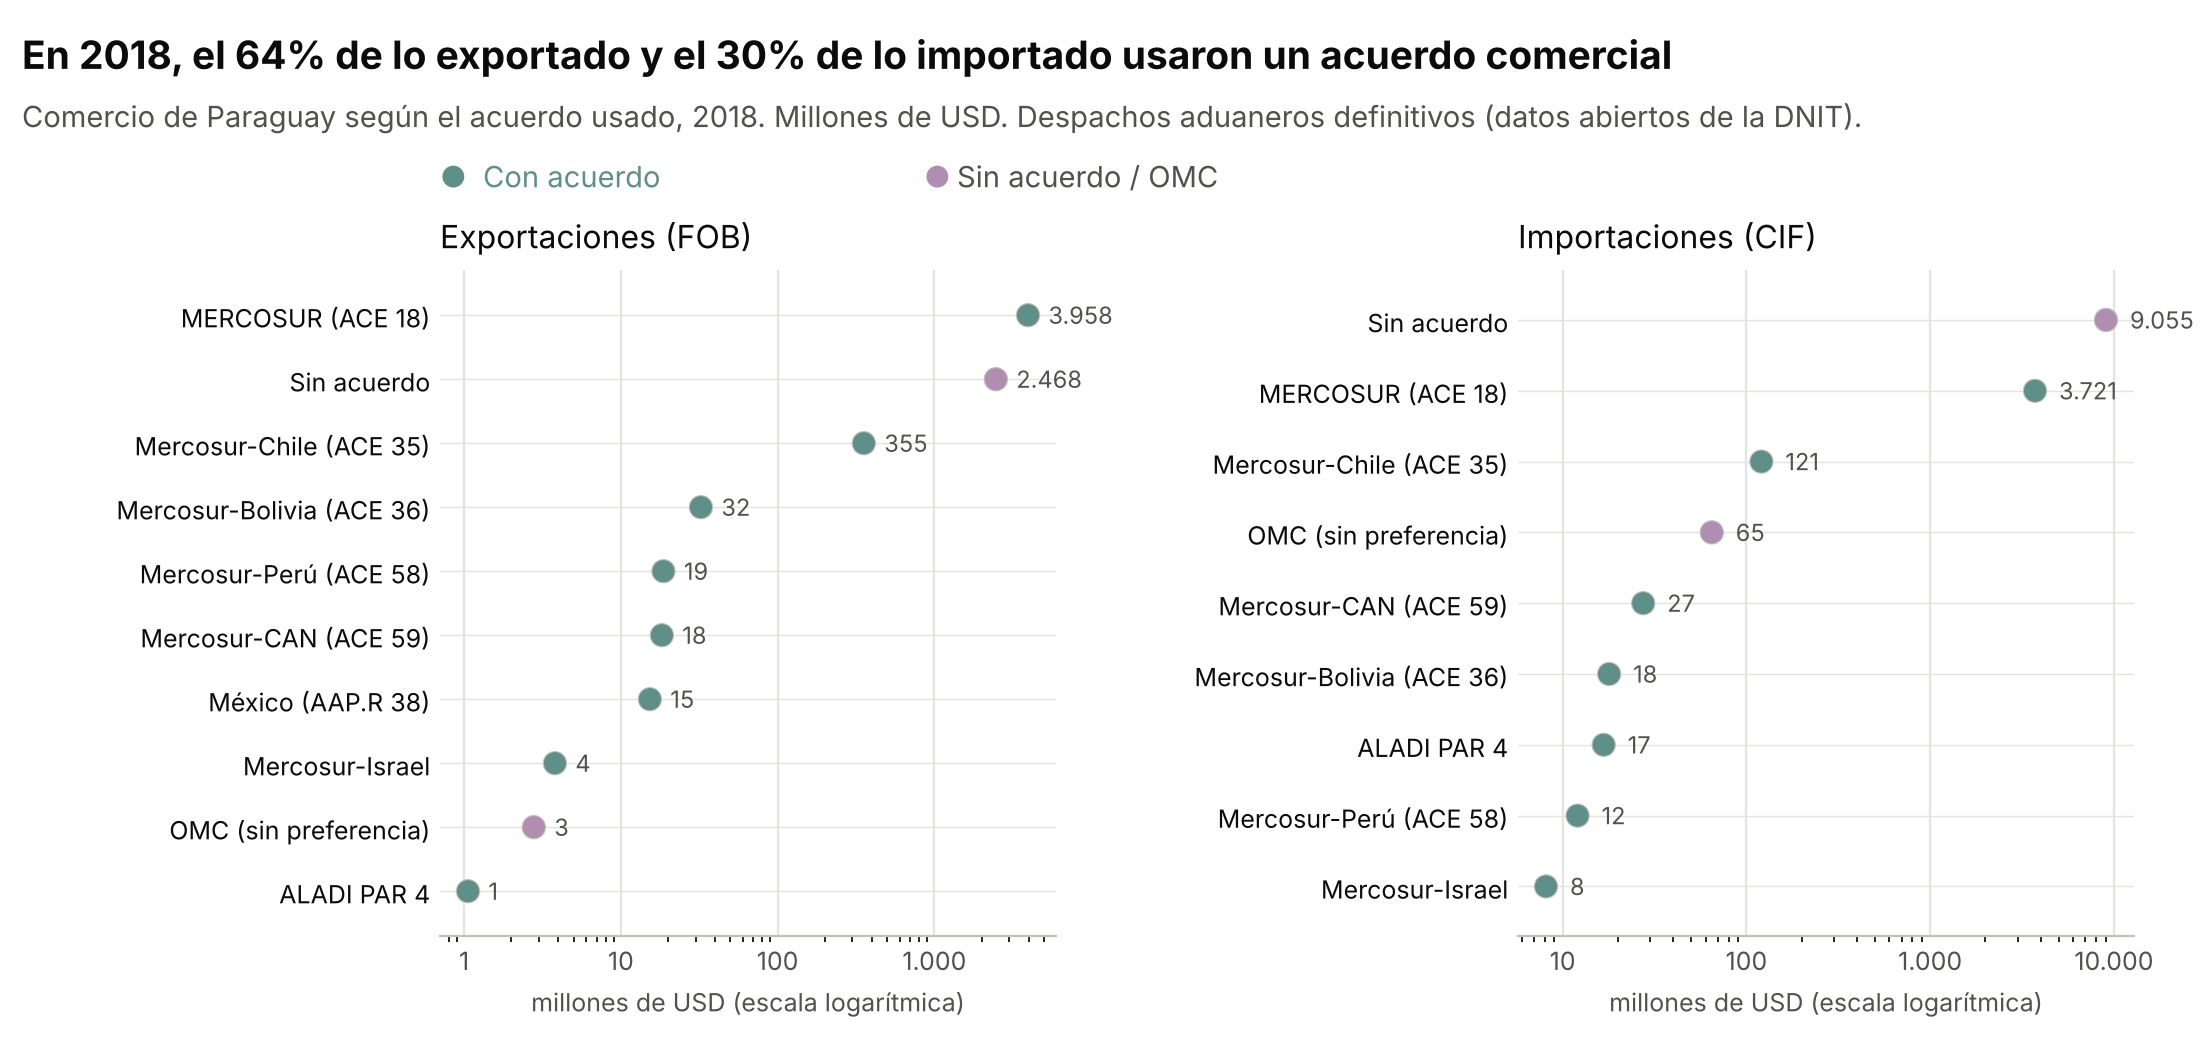 En 2018, el 64% de lo exportado y el 30% de lo importado usaron un acuerdo comercial
Comercio de Paraguay según el acuerdo usado, 2018. Millones de USD. Despachos aduaneros definitivos (datos abiertos de la DNIT).
Con acuerdo
Sin acuerdo / OMC
Exportaciones (FOB)
MERCOSUR (ACE 18) 3.958
Sin acuerdo 2.468
Mercosur-Chile (ACE 35) 355
Mercosur-Bolivia (ACE 36) 32
Mercosur-Perú (ACE 58) 19
Mercosur-CAN (ACE 59) 18
México (AAP.R 38) 15
Mercosur-Israel 4
OMC (sin preferencia) 3
ALADI PAR 4 1
1 10 100 1.000
millones de USD (escala logarítmica)
Importaciones (CIF)
Sin acuerdo 9.055
MERCOSUR (ACE 18) 3.721
Mercosur-Chile (ACE 35) 121
OMC (sin preferencia) 65
Mercosur-CAN (ACE 59) 27
Mercosur-Bolivia (ACE 36) 18
ALADI PAR 4 17
Mercosur-Perú (ACE 58) 12
Mercosur-Israel 8
10 100 1.000 10.000
millones de USD (escala logarítmica)